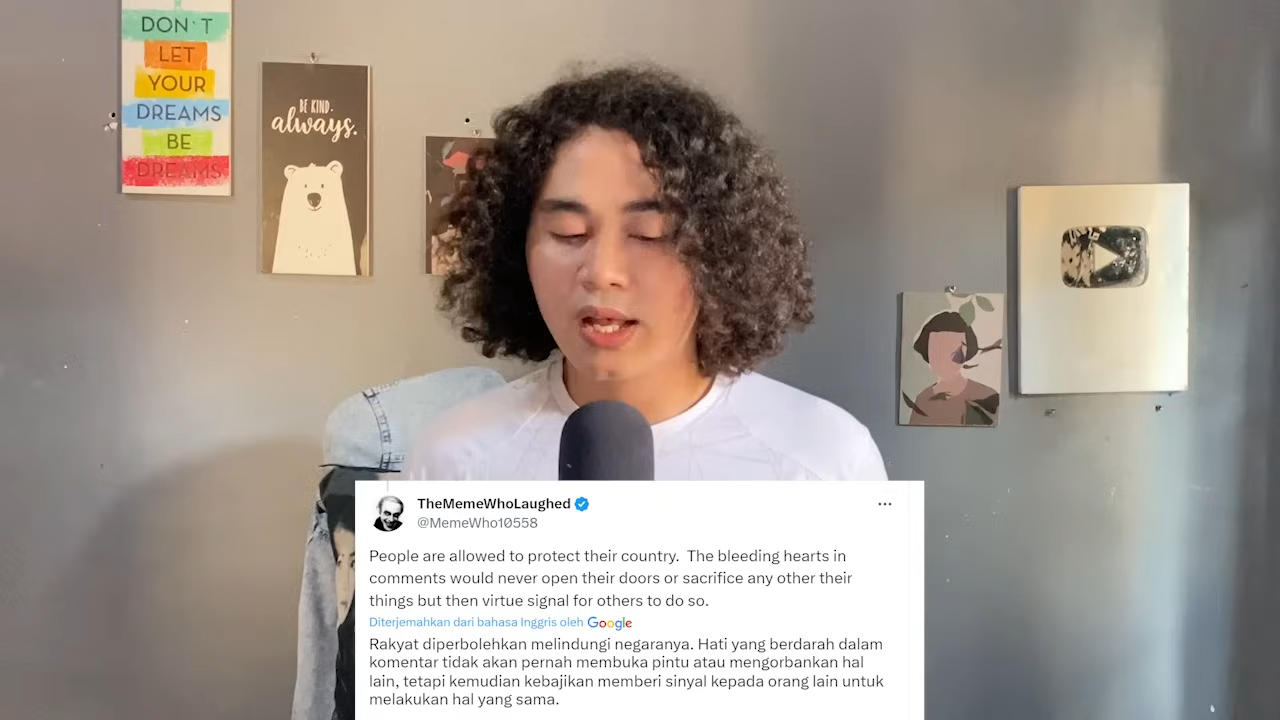 DON'T
LET
YOUR
DREAMS
BE
DREAMS
BE KIND.
always.
TheMemeWhoLaughed
@MemeWho10558
People are allowed to protect their country. The bleeding hearts in
comments would never open their doors or sacrifice any other their
things but then virtue signal for others to do so.
Diterjemahkan dari bahasa Inggris oleh Google
Rakyat diperbolehkan melindungi negaranya. Hati yang berdarah dalam
komentar tidak akan pernah membuka pintu atau mengorbankan hal
lain, tetapi kemudian kebajikan memberi sinyal kepada orang lain untuk
melakukan hal yang sama.